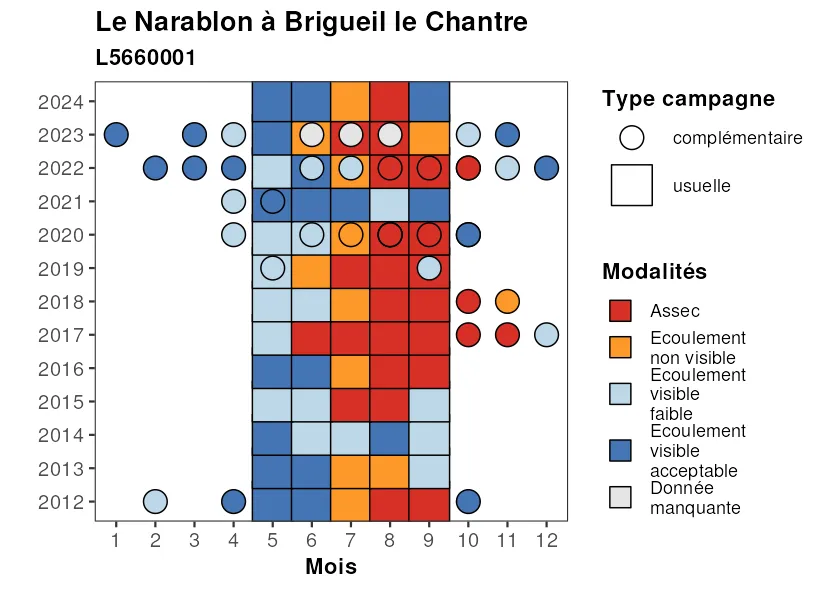 Le Narablon à Brigueil le Chantre
L5660001
2024
2023
2022
2021
2020
2019
2018
2017
2016
2015
2014
2013
2012
1 2 3 4 5 6 7 8 9 10 11 12
Mois
Type campagne
complémentaire
usuelle
Modalités
Assec
Ecoulement
non visible
Ecoulement
visible
faible
Ecoulement
visible
acceptable
Donnée
manquante